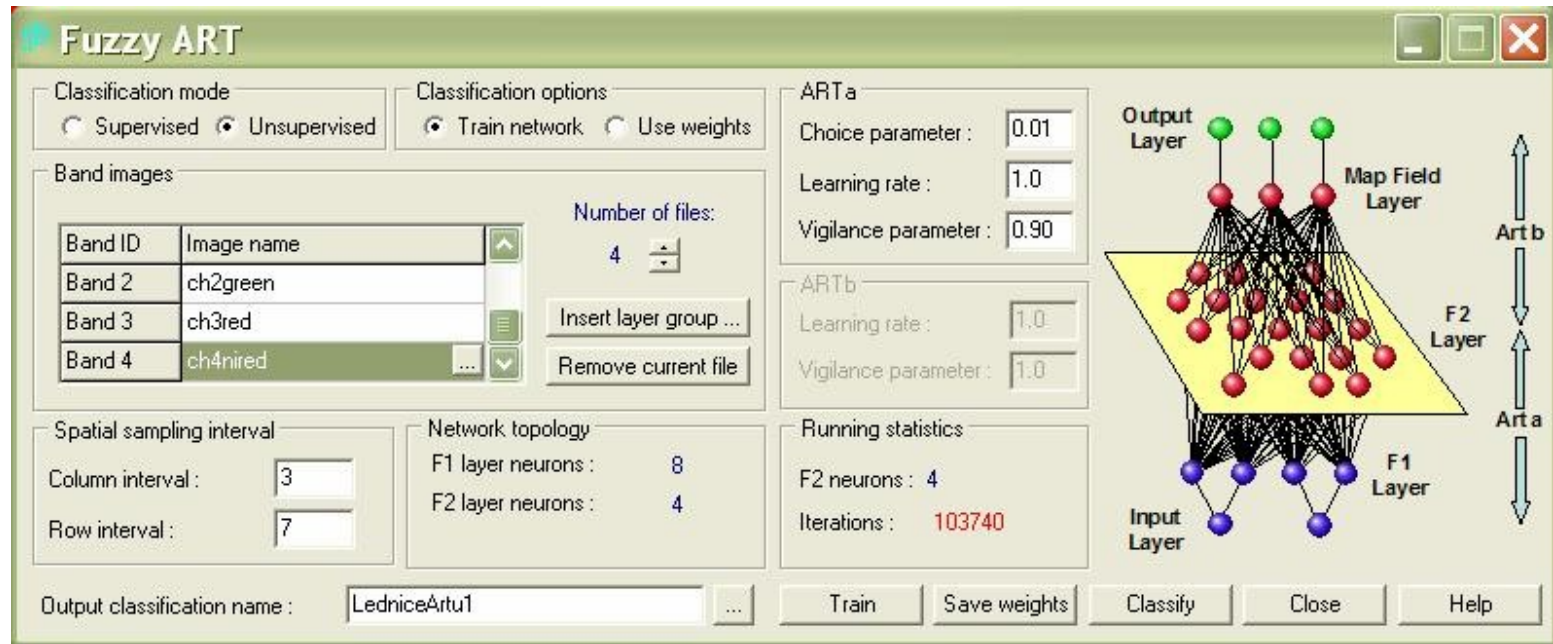 Fuzzy ART
Classification mode
Supervised Unsupervised
Classification options
Train network Use weights
Band images
Band ID Image name
Band 2 ch2green
Band 3 ch3red
Band 4 ch4nired ...
Number of files:
4
Insert layer group ...
Remove current file
Spatial sampling interval
Column interval : 3
Row interval : 7
Network topology
F1 layer neurons : 8
F2 layer neurons : 4
ARTa
Choice parameter : 0.01
Learning rate : 1.0
Vigilance parameter : 0.90
ARTb
Learning rate : 1.0
Vigilance parameter : 1.0
Running statistics
F2 neurons : 4
Iterations : 103740
Output
Layer
Map Field
Layer
Art b
F2
Layer
Art a
F1
Layer
Input
Layer
Output classification name : LedniceArtu1 ...
Train Save weights Classify Close Help